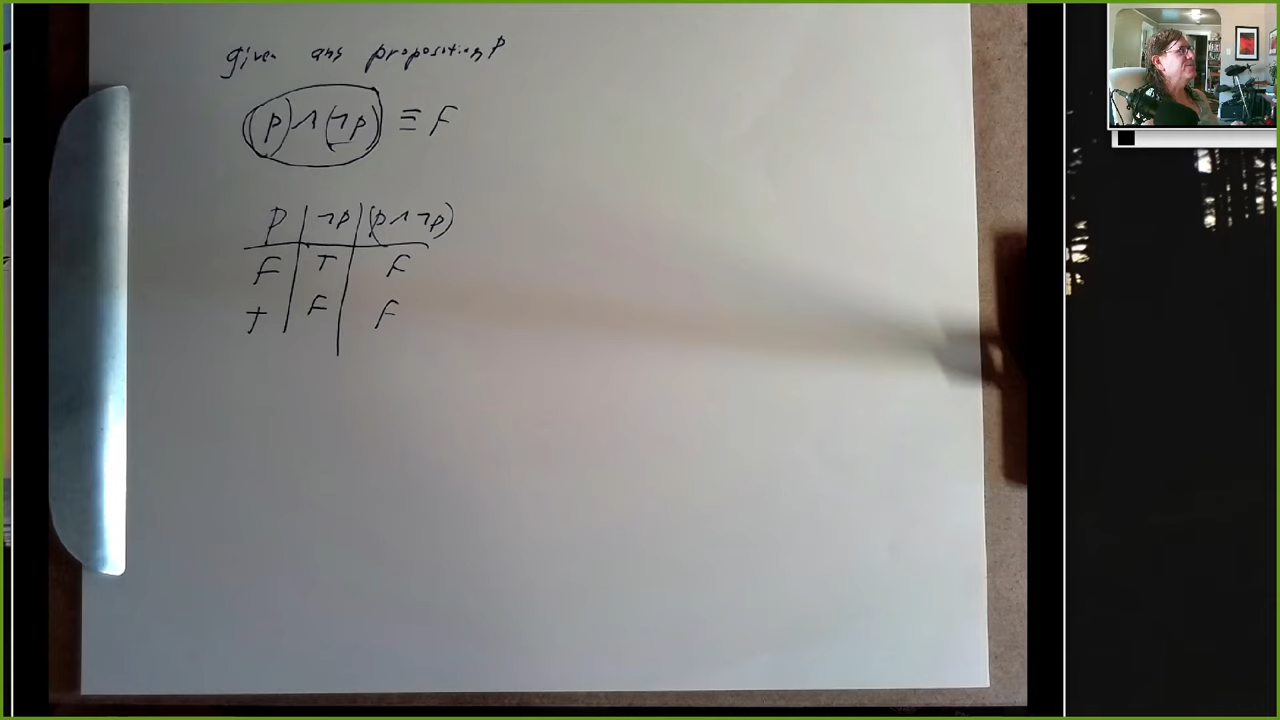 given any proposition p
(p)∧(¬p) ≡ F
p | ¬p | (p∧¬p)
F | T | F
T | F | F